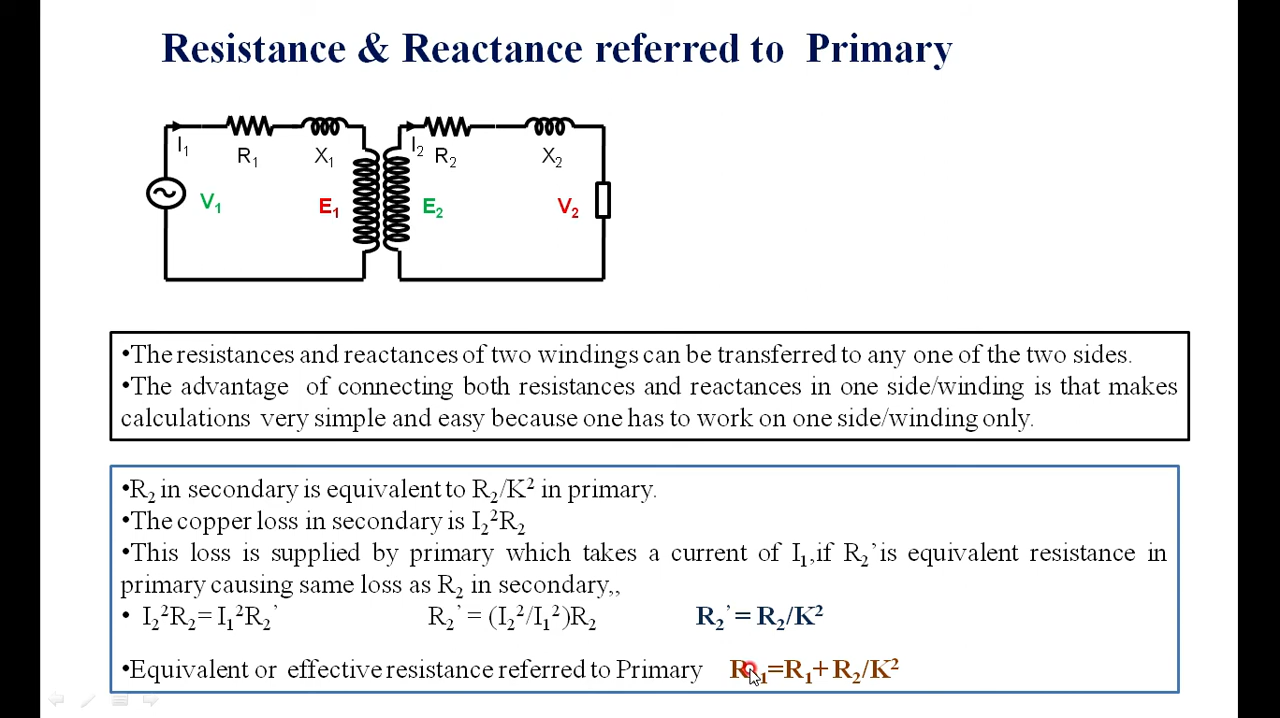 Resistance & Reactance referred to Primary
I₁ R₁ X₁ I₂ R₂ X₂
V₁ E₁ E₂ V₂
•The resistances and reactances of two windings can be transferred to any one of the two sides.
•The advantage of connecting both resistances and reactances in one side/winding is that makes
calculations very simple and easy because one has to work on one side/winding only.
•R₂ in secondary is equivalent to R₂/K² in primary.
•The copper loss in secondary is I₂²R₂
•This loss is supplied by primary which takes a current of I₁,if R₂’is equivalent resistance in
primary causing same loss as R₂ in secondary,,
• I₂²R₂= I₁²R₂’ R₂’ = (I₂²/I₁²)R₂ R₂’= R₂/K²
•Equivalent or effective resistance referred to Primary =R₁+ R₂/K²